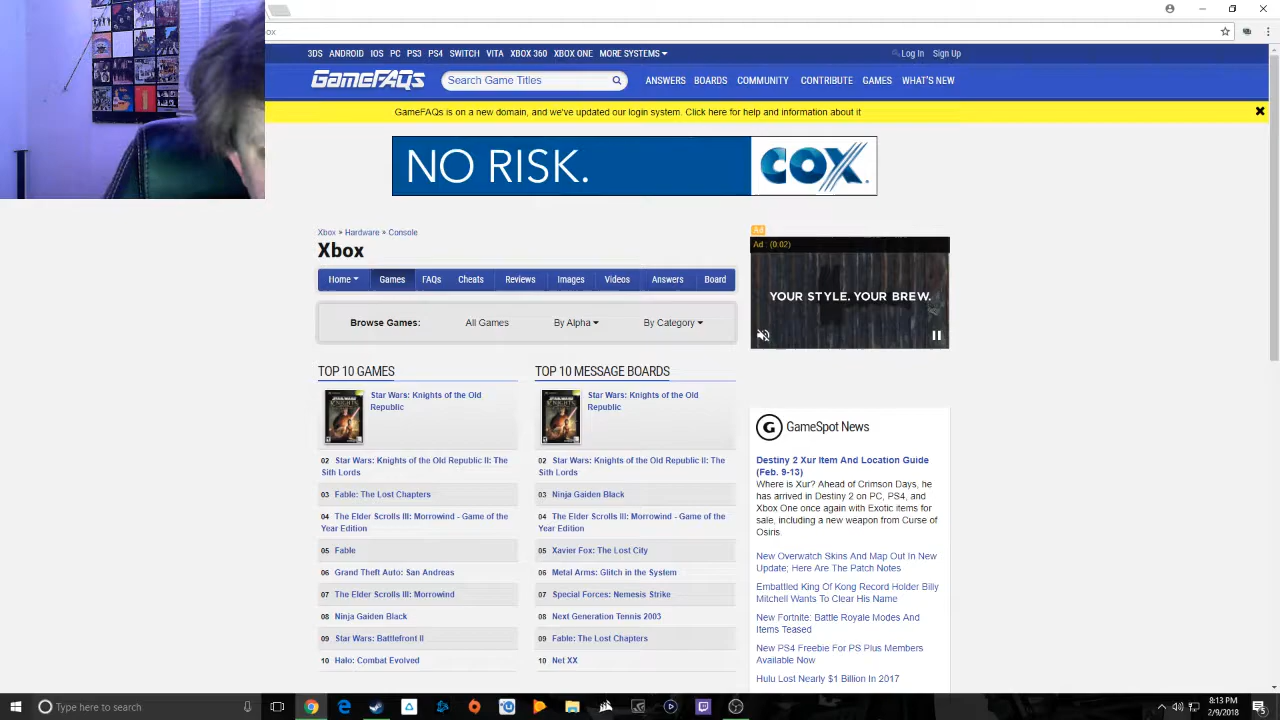 ox
3DS ANDROID IOS PC PS3 PS4 SWITCH VITA XBOX 360 XBOX ONE MORE SYSTEMS
Log In Sign Up
GameFAQs
Search Game Titles
ANSWERS BOARDS COMMUNITY CONTRIBUTE GAMES WHAT'S NEW
GameFAQs is on a new domain, and we've updated our login system. Click here for help and information about it
NO RISK.
COX
Xbox » Hardware » Console
Xbox
Home Games FAQs Cheats Reviews Images Videos Answers Board
Browse Games: All Games By Alpha By Category
TOP 10 GAMES
Star Wars: Knights of the Old
Republic
02 Star Wars: Knights of the Old Republic II: The
Sith Lords
03 Fable: The Lost Chapters
04 The Elder Scrolls III: Morrowind - Game of the
Year Edition
05 Fable
06 Grand Theft Auto: San Andreas
07 The Elder Scrolls III: Morrowind
08 Ninja Gaiden Black
09 Star Wars: Battlefront II
10 Halo: Combat Evolved
TOP 10 MESSAGE BOARDS
Star Wars: Knights of the Old
Republic
02 Star Wars: Knights of the Old Republic II: The
Sith Lords
03 Ninja Gaiden Black
04 The Elder Scrolls III: Morrowind - Game of the
Year Edition
05 Xavier Fox: The Lost City
06 Metal Arms: Glitch in the System
07 Special Forces: Nemesis Strike
08 Next Generation Tennis 2003
09 Fable: The Lost Chapters
10 Net XX
Ad
Ad : (0.02)
YOUR STYLE. YOUR BREW.
G GameSpot News
Destiny 2 Xur Item And Location Guide
(Feb. 9-13)
Where is Xur? Ahead of Crimson Days, he
has arrived in Destiny 2 on PC, PS4, and
Xbox One once again with Exotic items for
sale, including a new weapon from Curse of
Osiris.
New Overwatch Skins And Map Out In New
Update; Here Are The Patch Notes
Embattled King Of Kong Record Holder Billy
Mitchell Wants To Clear His Name
New Fortnite: Battle Royale Modes And
Items Teased
New PS4 Freebie For PS Plus Members
Available Now
Hulu Lost Nearly $1 Billion In 2017
Type here to search
8:13 PM
2/9/2018